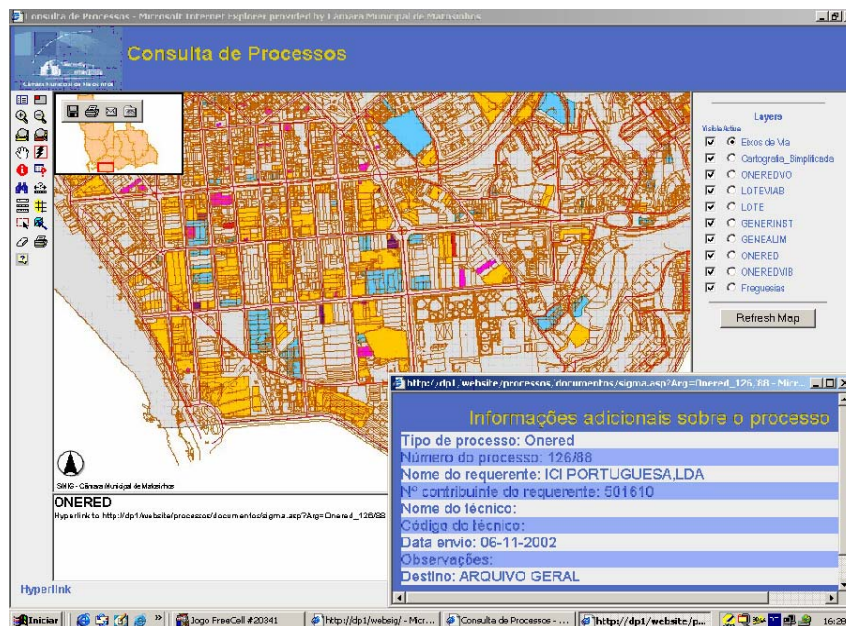 Consulta de Processos - Microsoft Internet Explorer provided by Câmara Municipal de Matosinhos
Consulta de Processos
Câmara Municipal de Matosinhos
Layers
Visible Active
Eixos de Via
Cartografia_Simplificada
ONEREDVO
LOTEVIAB
LOTE
GENERINST
GENEALIM
ONERED
ONEREDVIB
Freguesias
Refresh Map
SMIG - Câmara Municipal de Matosinhos
ONERED
Hyperlink to http://dp1/website/processos/documentos/sigma.asp?Arg=Onered_126/88
Hyperlink
http://dp1/website/processos/documentos/sigma.asp?Arg=Onered_126/88 - Micr...
Informações adicionais sobre o processo
Tipo de processo: Onered
Número do processo: 126/88
Nome do requerente: ICI PORTUGUESA,LDA
Nº contribuinte do requerente: 501610
Nome do técnico:
Código do técnico:
Data envio: 06-11-2002
Observações:
Destino: ARQUIVO GERAL
Iniciar
Jogo FreeCell #20341
http://dp1/websig/ - Micr...
Consulta de Processos - ...
http://dp1/website/p...
16:29